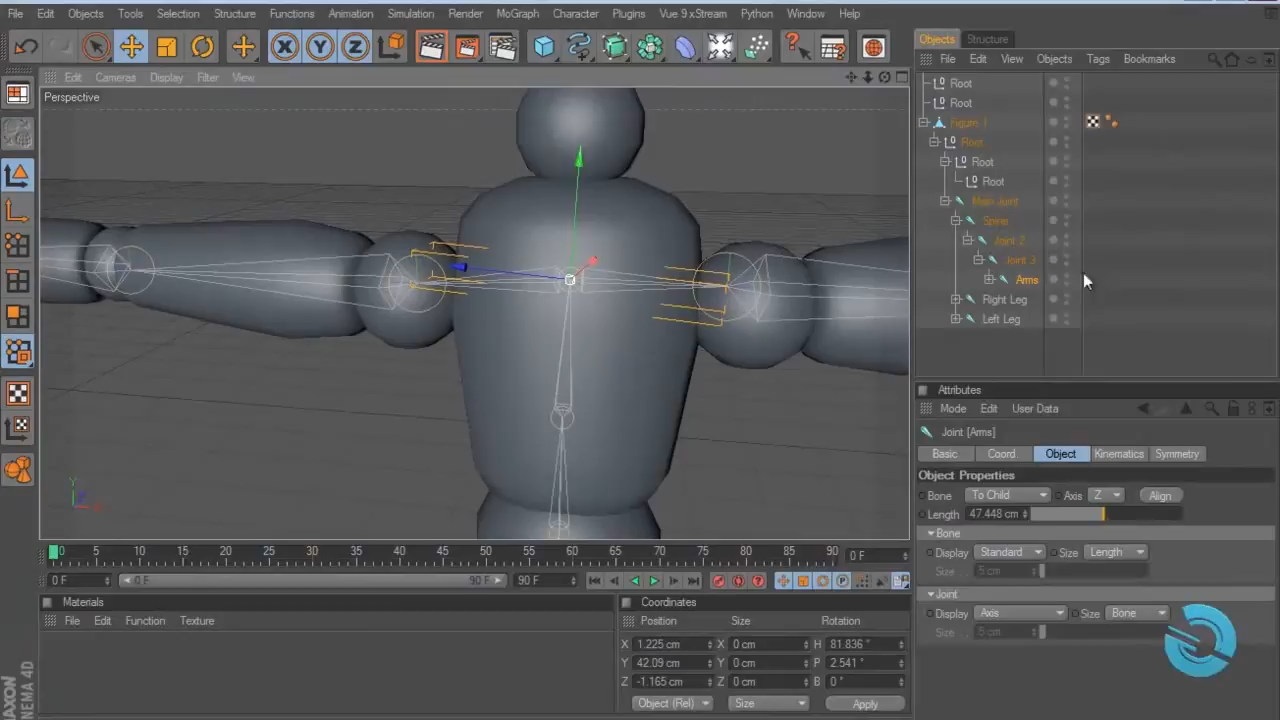 File Edit Objects Tools Selection Structure Functions Animation Simulation Render MoGraph Character Plugins Vue 9 xStream Python Window Help
Objects Structure
File Edit View Objects Tags Bookmarks
Edit Cameras Display Filter View
Perspective
Root
Root
Figure.1
Root
Root
Root
Main Joint
Spine
Joint 2
Joint 3
Arms
Right Leg
Left Leg
Attributes
Mode Edit User Data
Joint [Arms]
Basic Coord. Object Kinematics Symmetry
Object Properties
Bone To Child Axis Z Align
Length 47.448 cm
Bone
Display Standard Size Length
Size . . . 5 cm
Joint
Display Axis Size Bone
Size . . . 5 cm
X Y Z
Y
0 5 10 15 20 25 30 35 40 45 50 55 60 65 70 75 80 85 90 0 F
0 F 0 F 90 F 90 F
Materials
File Edit Function Texture
Coordinates
Position Size Rotation
X 1.225 cm X 0 cm H 81.836 °
Y 42.09 cm Y 0 cm P 2.541 °
Z -1.165 cm Z 0 cm B 0 °
Object (Rel) Size Apply
MAXON
CINEMA 4D